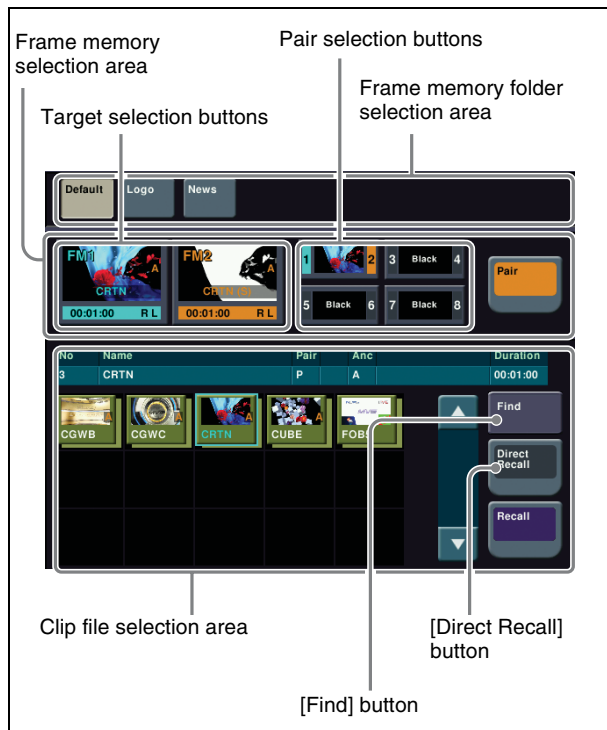 Frame memory
selection area
Pair selection buttons
Frame memory folder
selection area
Target selection buttons
Default Logo News
FM1 A
CRTN
00:01:00 R L
FM2 A
CRTN (S)
00:01:00 R L
1 2 3 Black 4
5 Black 6 7 Black 8
Pair
No Name Pair Anc Duration
3 CRTN P A 00:01:00
A A A A A
CGWB CGWC CRTN CUBE FOBS
Find
Direct
Recall
Recall
Clip file selection area
[Direct Recall]
button
[Find] button